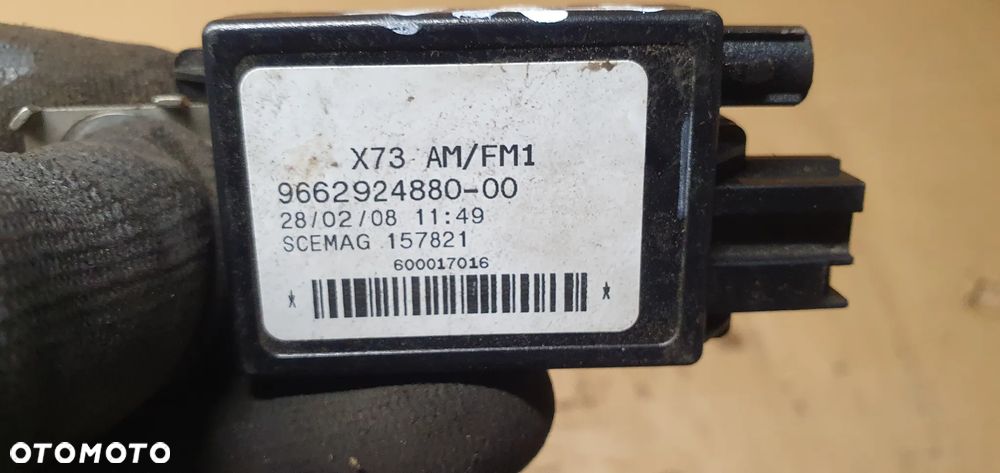 X73 AM/FM1
9662924880-00
28/02/08 11:49
SCEMAG 157821
600017016
* *
OTOMOTO